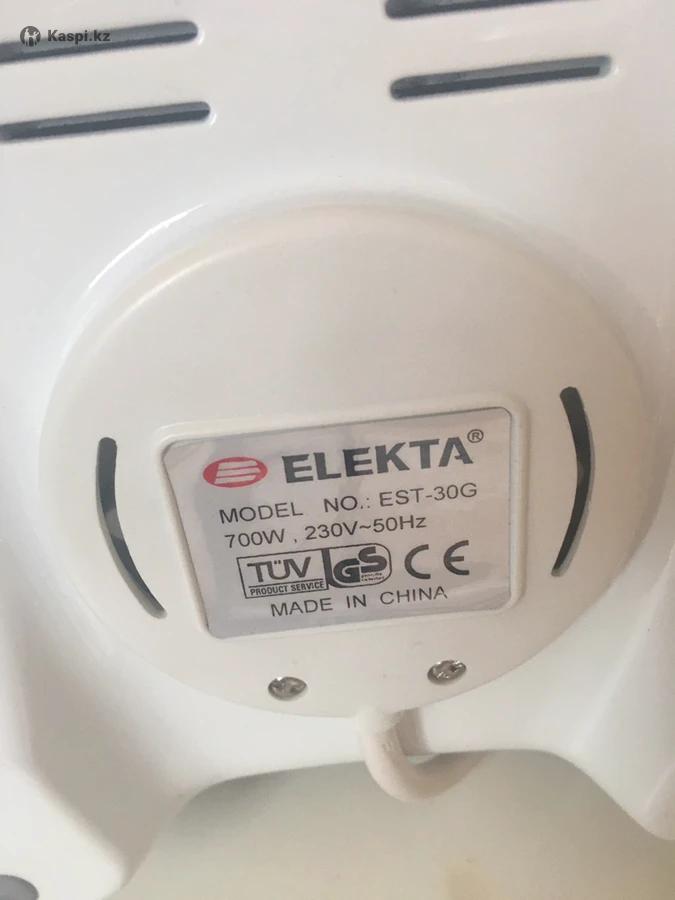 Kaspi.kz
ELEKTA®
MODEL NO.: EST-30G
700W , 230V~50Hz
TÜV GS CE
PRODUCT SERVICE
MADE IN CHINA